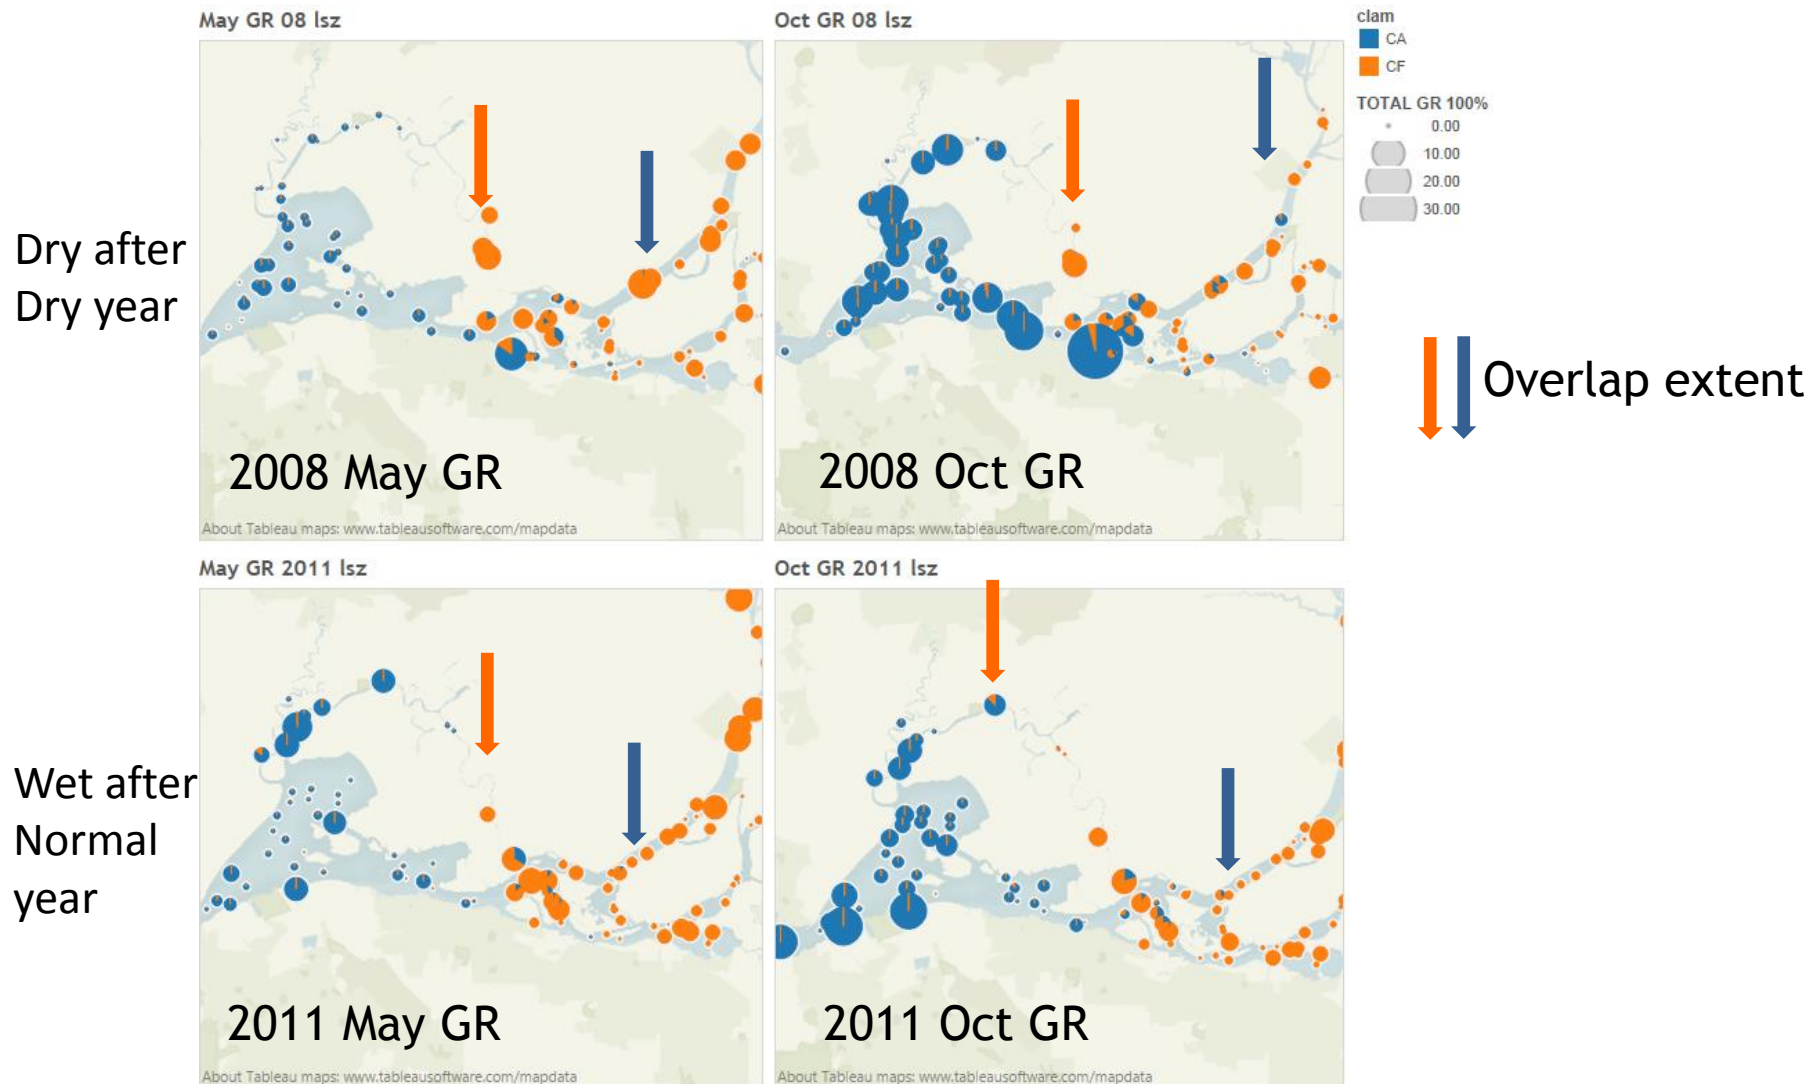 May GR 08 lsz
Oct GR 08 lsz
clam
CA
CF
TOTAL GR 100%
0.00
10.00
20.00
30.00
Dry after
Dry year
Overlap extent
2008 May GR
2008 Oct GR
About Tableau maps: www.tableausoftware.com/mapdata
About Tableau maps: www.tableausoftware.com/mapdata
May GR 2011 lsz
Oct GR 2011 lsz
Wet after
Normal
year
2011 May GR
2011 Oct GR
About Tableau maps: www.tableausoftware.com/mapdata
About Tableau maps: www.tableausoftware.com/mapdata